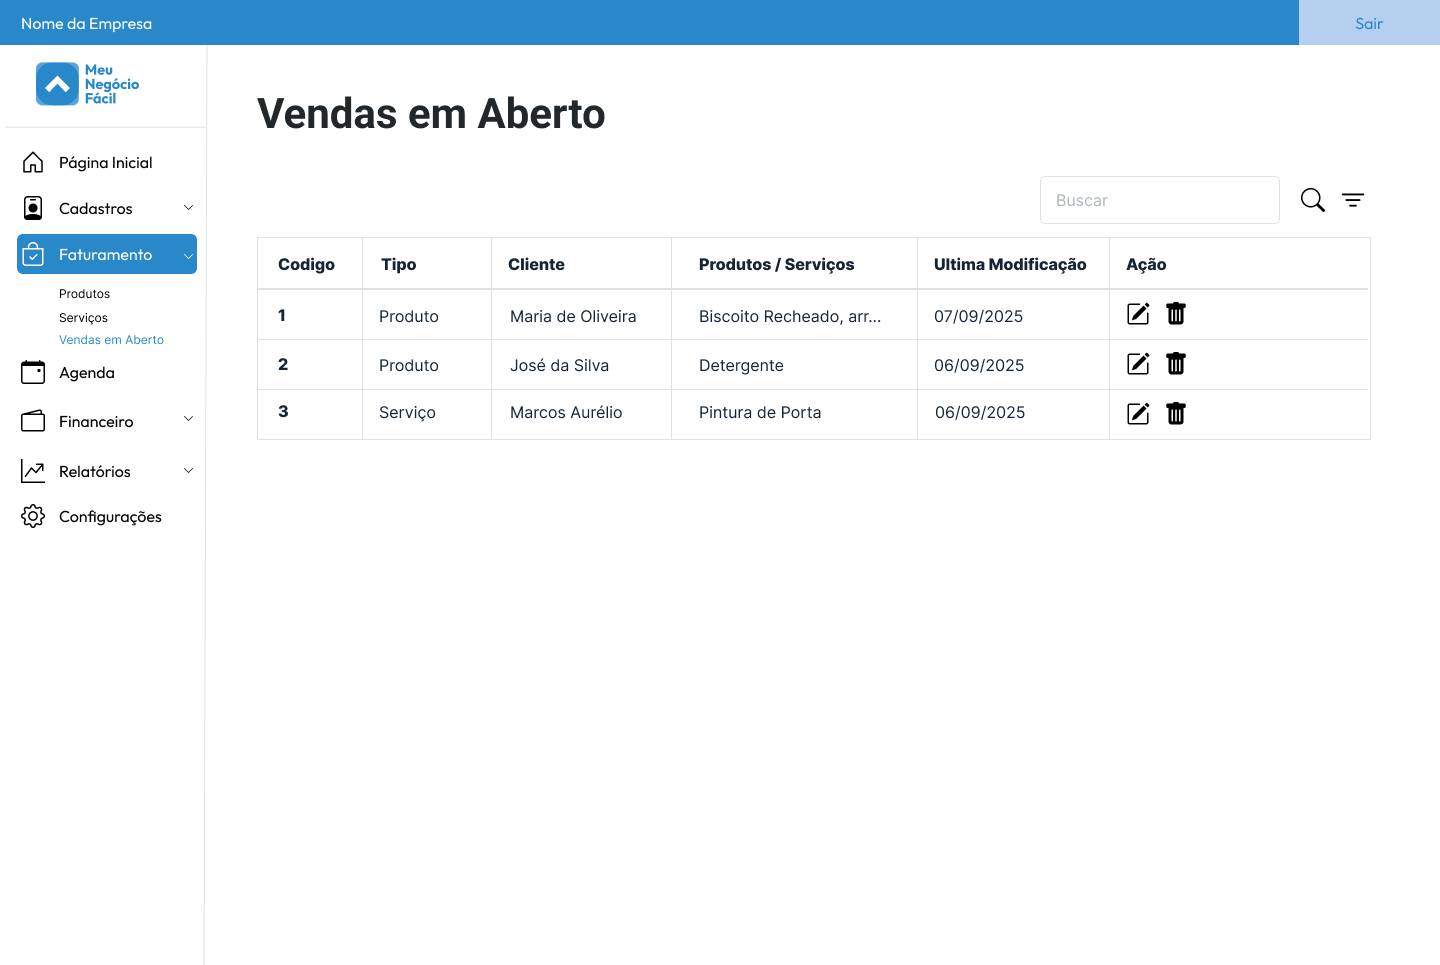 Nome da Empresa
Sair
Meu
Negócio
Fácil
Página Inicial
Cadastros
Faturamento
Produtos
Serviços
Vendas em Aberto
Agenda
Financeiro
Relatórios
Configurações
Vendas em Aberto
Buscar
Codigo Tipo Cliente Produtos / Serviços Ultima Modificação Ação
1 Produto Maria de Oliveira Biscoito Recheado, arr... 07/09/2025
2 Produto José da Silva Detergente 06/09/2025
3 Serviço Marcos Aurélio Pintura de Porta 06/09/2025